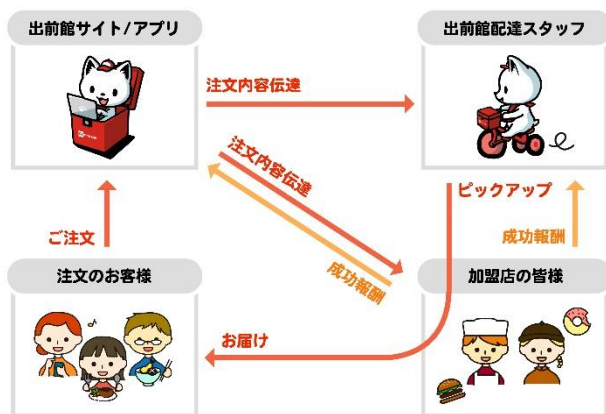 出前館サイト/アプリ
出前館配達スタッフ
注文内容伝達
注文内容伝達
成功報酬
ご注文
ピックアップ
成功報酬
注文のお客様
加盟店の皆様
お届け